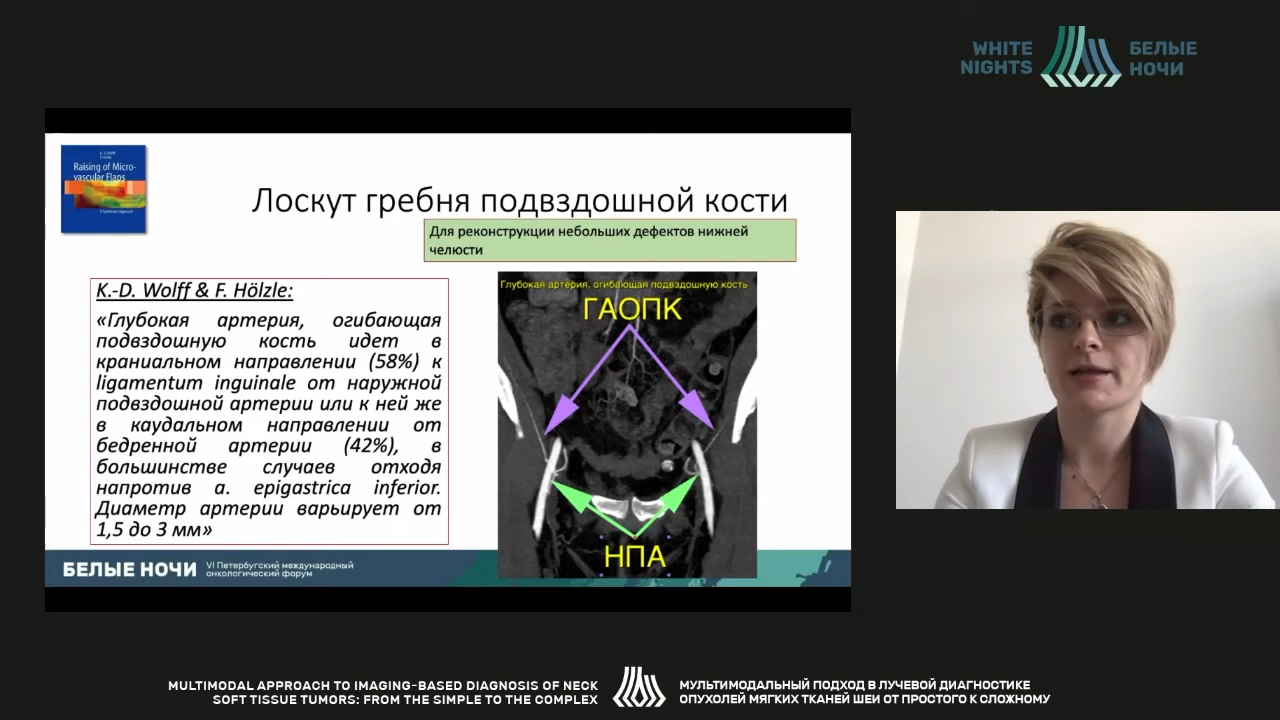 WHITE
NIGHTS
БЕЛЫЕ
НОЧИ
Raising of Micro-
vascular Flaps
Лоскут гребня подвздошной кости
Для реконструкции небольших дефектов нижней
челюсти
K.-D. Wolff & F. Hölzle:
«Глубокая артерия, огибающая
подвздошную кость идет в
краниальном направлении (58%) к
ligamentum inguinale от наружной
подвздошной артерии или к ней же
в каудальном направлении от
бедренной артерии (42%), в
большинстве случаев отходя
напротив a. epigastrica inferior.
Диаметр артерии варьирует от
1,5 до 3 мм»
Глубокая артерия, огибающая подвздошную кость
ГАОПК
НПА
БЕЛЫЕ НОЧИ
VI Петербургский международный
онкологический форум
MULTIMODAL APPROACH TO IMAGING-BASED DIAGNOSIS OF NECK
SOFT TISSUE TUMORS: FROM THE SIMPLE TO THE COMPLEX
МУЛЬТИМОДАЛЬНЫЙ ПОДХОД В ЛУЧЕВОЙ ДИАГНОСТИКЕ
ОПУХОЛЕЙ МЯГКИХ ТКАНЕЙ ШЕИ ОТ ПРОСТОГО К СЛОЖНОМУ